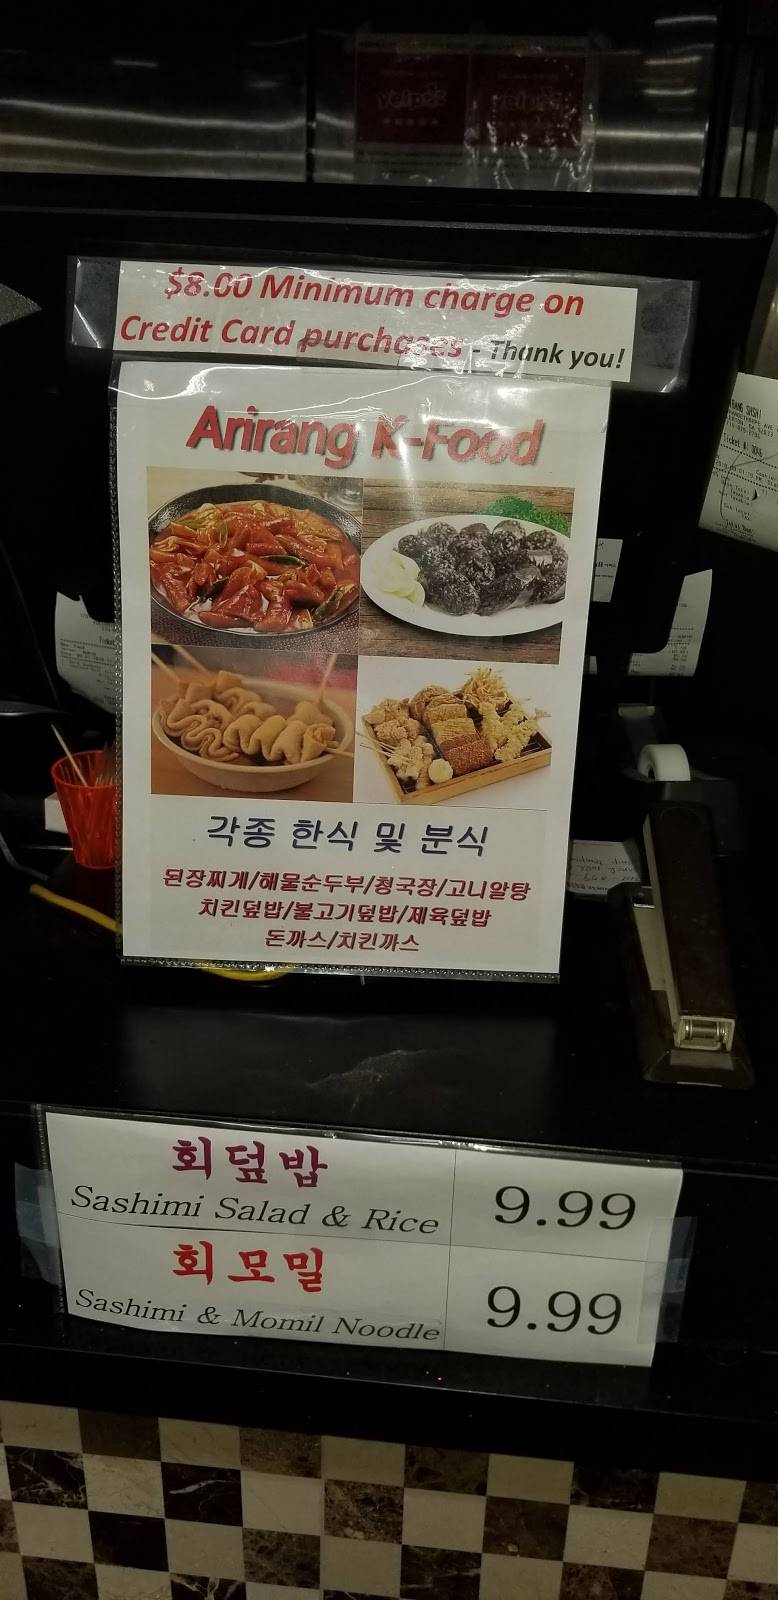 $8.00 Minimum charge on
Credit Card purchases - Thank you!
Arirang K-Food
각종 한식 및 분식
된장찌게/해물순두부/청국장/고니알탕
치킨덮밥/불고기덮밥/제육덮밥
돈까스/치킨까스
회덮밥
Sashimi Salad & Rice
9.99
회모밀
Sashimi & Momil Noodle
9.99